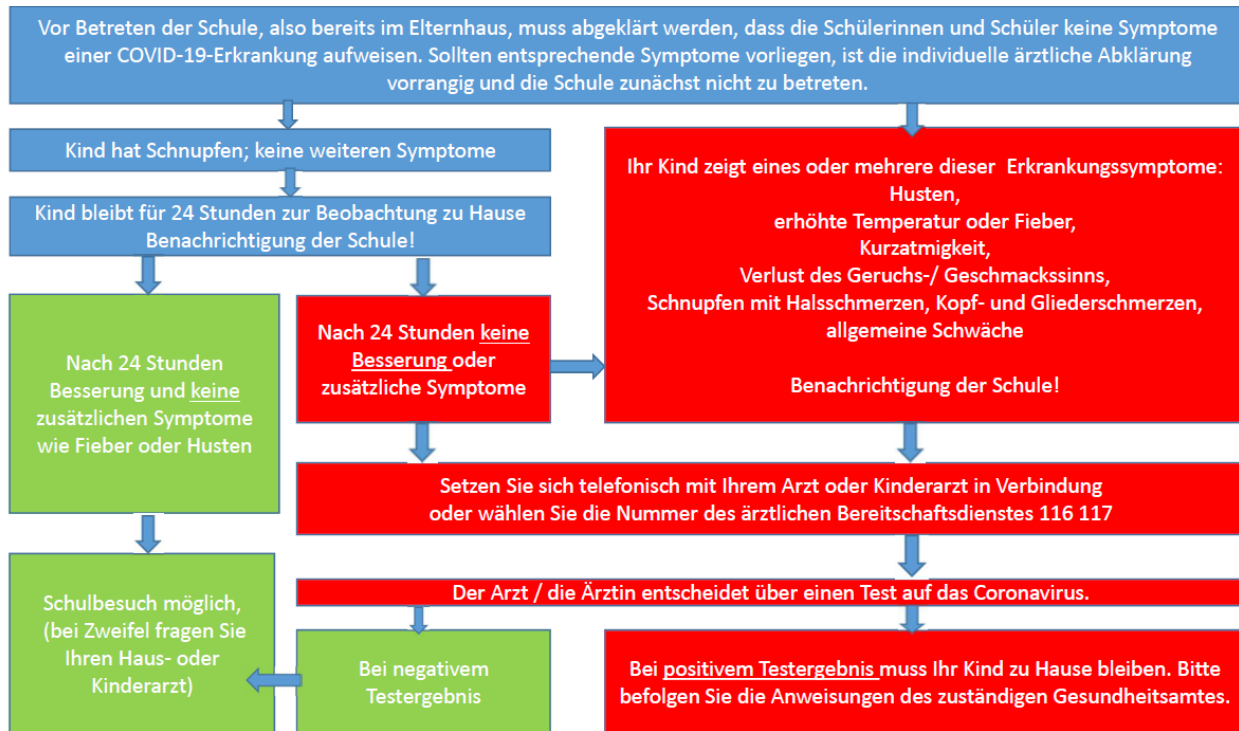 Vor Betreten der Schule, also bereits im Elternhaus, muss abgeklärt werden, dass die Schülerinnen und Schüler keine Symptome
einer COVID-19-Erkrankung aufweisen. Sollten entsprechende Symptome vorliegen, ist die individuelle ärztliche Abklärung
vorrangig und die Schule zunächst nicht zu betreten.
Kind hat Schnupfen; keine weiteren Symptome
Kind bleibt für 24 Stunden zur Beobachtung zu Hause
Benachrichtigung der Schule!
Ihr Kind zeigt eines oder mehrere dieser Erkrankungssymptome:
Husten,
erhöhte Temperatur oder Fieber,
Kurzatmigkeit,
Verlust des Geruchs-/ Geschmackssinns,
Schnupfen mit Halsschmerzen, Kopf- und Gliederschmerzen,
allgemeine Schwäche
Benachrichtigung der Schule!
Nach 24 Stunden
Besserung und keine
zusätzlichen Symptome
wie Fieber oder Husten
Nach 24 Stunden keine
Besserung oder
zusätzliche Symptome
Setzen Sie sich telefonisch mit Ihrem Arzt oder Kinderarzt in Verbindung
oder wählen Sie die Nummer des ärztlichen Bereitschaftsdienstes 116 117
Der Arzt / die Ärztin entscheidet über einen Test auf das Coronavirus.
Schulbesuch möglich,
(bei Zweifel fragen Sie
Ihren Haus- oder
Kinderarzt)
Bei negativem
Testergebnis
Bei positivem Testergebnis muss Ihr Kind zu Hause bleiben. Bitte
befolgen Sie die Anweisungen des zuständigen Gesundheitsamtes.